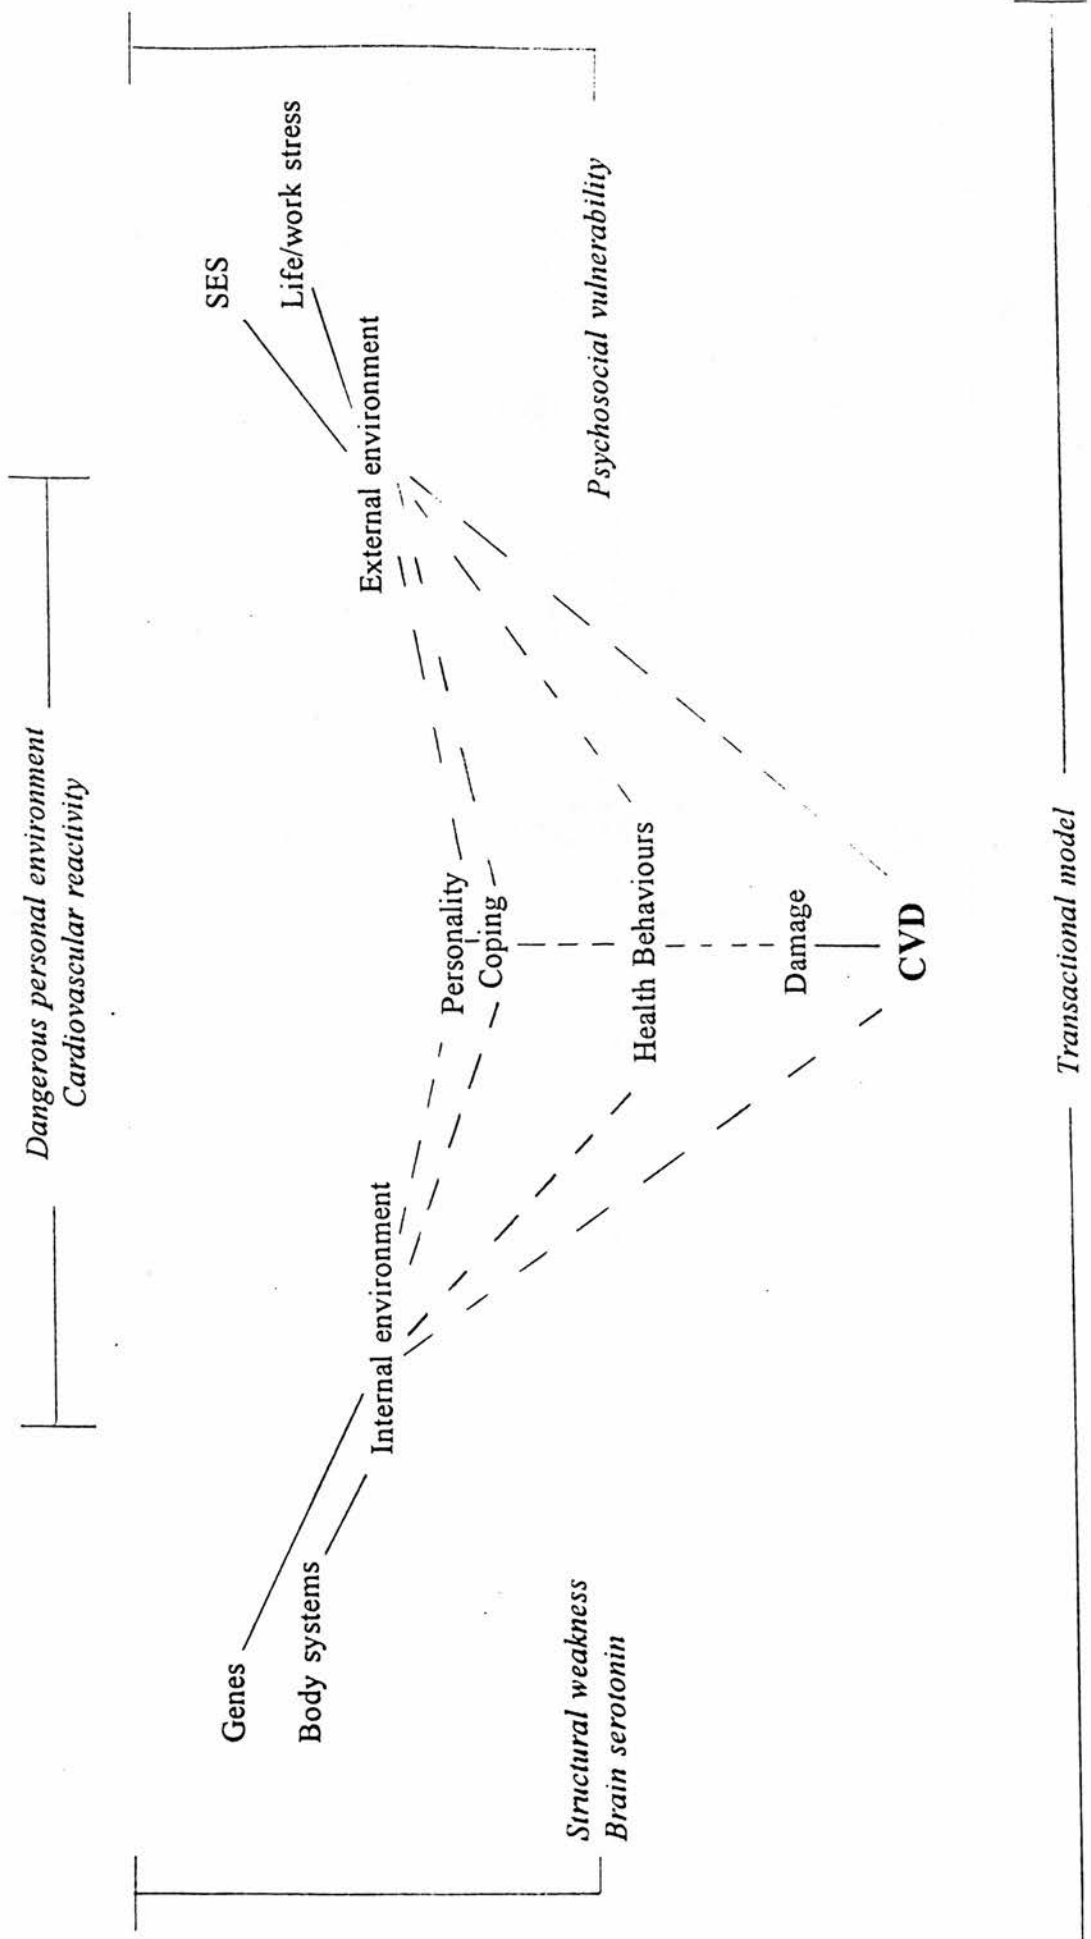 Dangerous personal environment
Cardiovascular reactivity
SES
Genes
Life/work stress
Body systems
External environment
Internal environment
Personality
Coping
Psychosocial vulnerability
Structural weakness
Brain serotonin
Health Behaviours
Damage
CVD
Transactional model